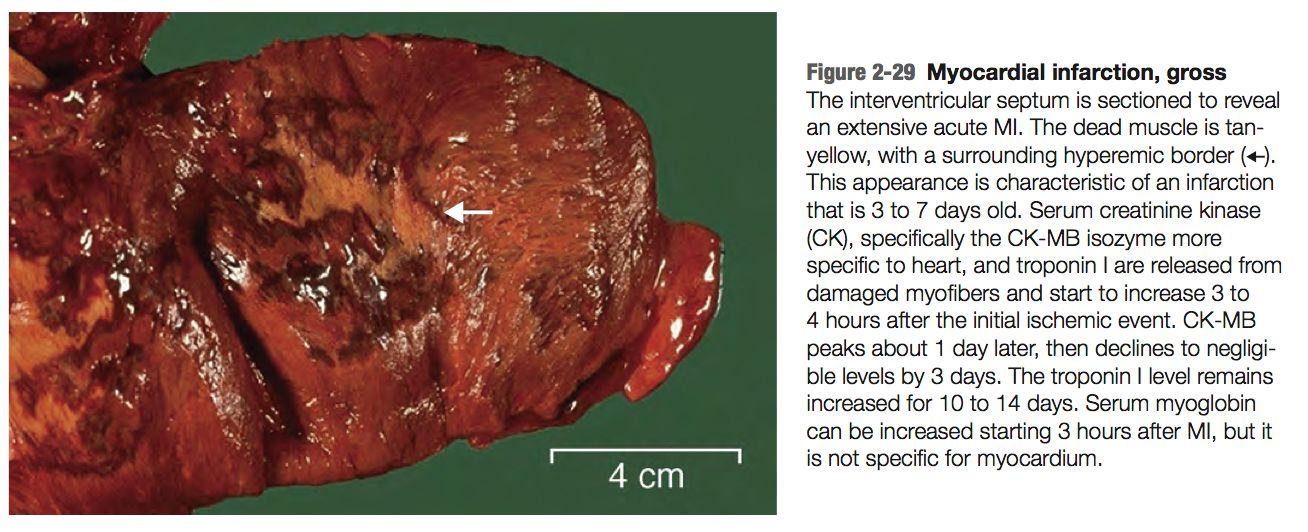 Figure 2-29 Myocardial infarction, gross
The interventricular septum is sectioned to reveal
an extensive acute MI. The dead muscle is tan-
yellow, with a surrounding hyperemic border (←).
This appearance is characteristic of an infarction
that is 3 to 7 days old. Serum creatinine kinase
(CK), specifically the CK-MB isozyme more
specific to heart, and troponin I are released from
damaged myofibers and start to increase 3 to
4 hours after the initial ischemic event. CK-MB
peaks about 1 day later, then declines to negligi-
ble levels by 3 days. The troponin I level remains
increased for 10 to 14 days. Serum myoglobin
can be increased starting 3 hours after MI, but it
is not specific for myocardium.
4 cm